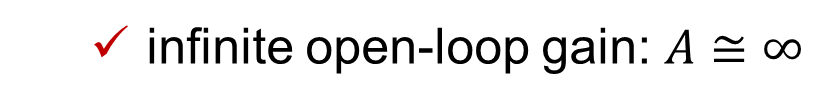 ✓ infinite open-loop gain: A ≅ ∞